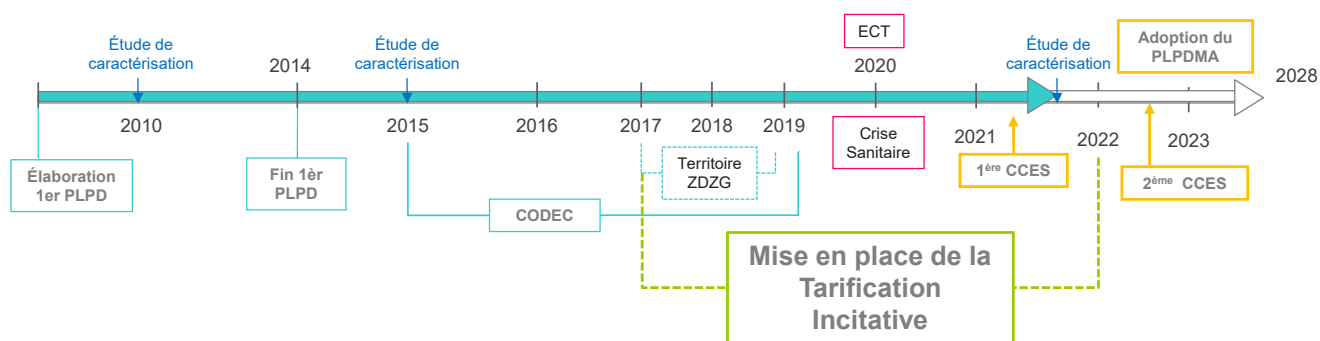 ECT
Adoption du
PLPDMA
Étude de
caractérisation
2014
Étude de
caractérisation
2020
Étude de
caractérisation
2028
2010
2015
2016
2017
2018
2019
2021
2022
2023
Crise
Sanitaire
Élaboration
1er PLPD
Fin 1èr
PLPD
Territoire
ZDZG
1ère CCES
2ème CCES
CODEC
Mise en place de la
Tarification
Incitative